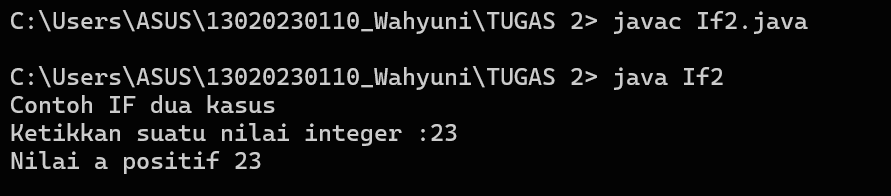 C:\Users\ASUS\13020230110_Wahyuni\TUGAS 2> javac If2.java
C:\Users\ASUS\13020230110_Wahyuni\TUGAS 2> java If2
Contoh IF dua kasus
Ketikkan suatu nilai integer :23
Nilai a positif 23